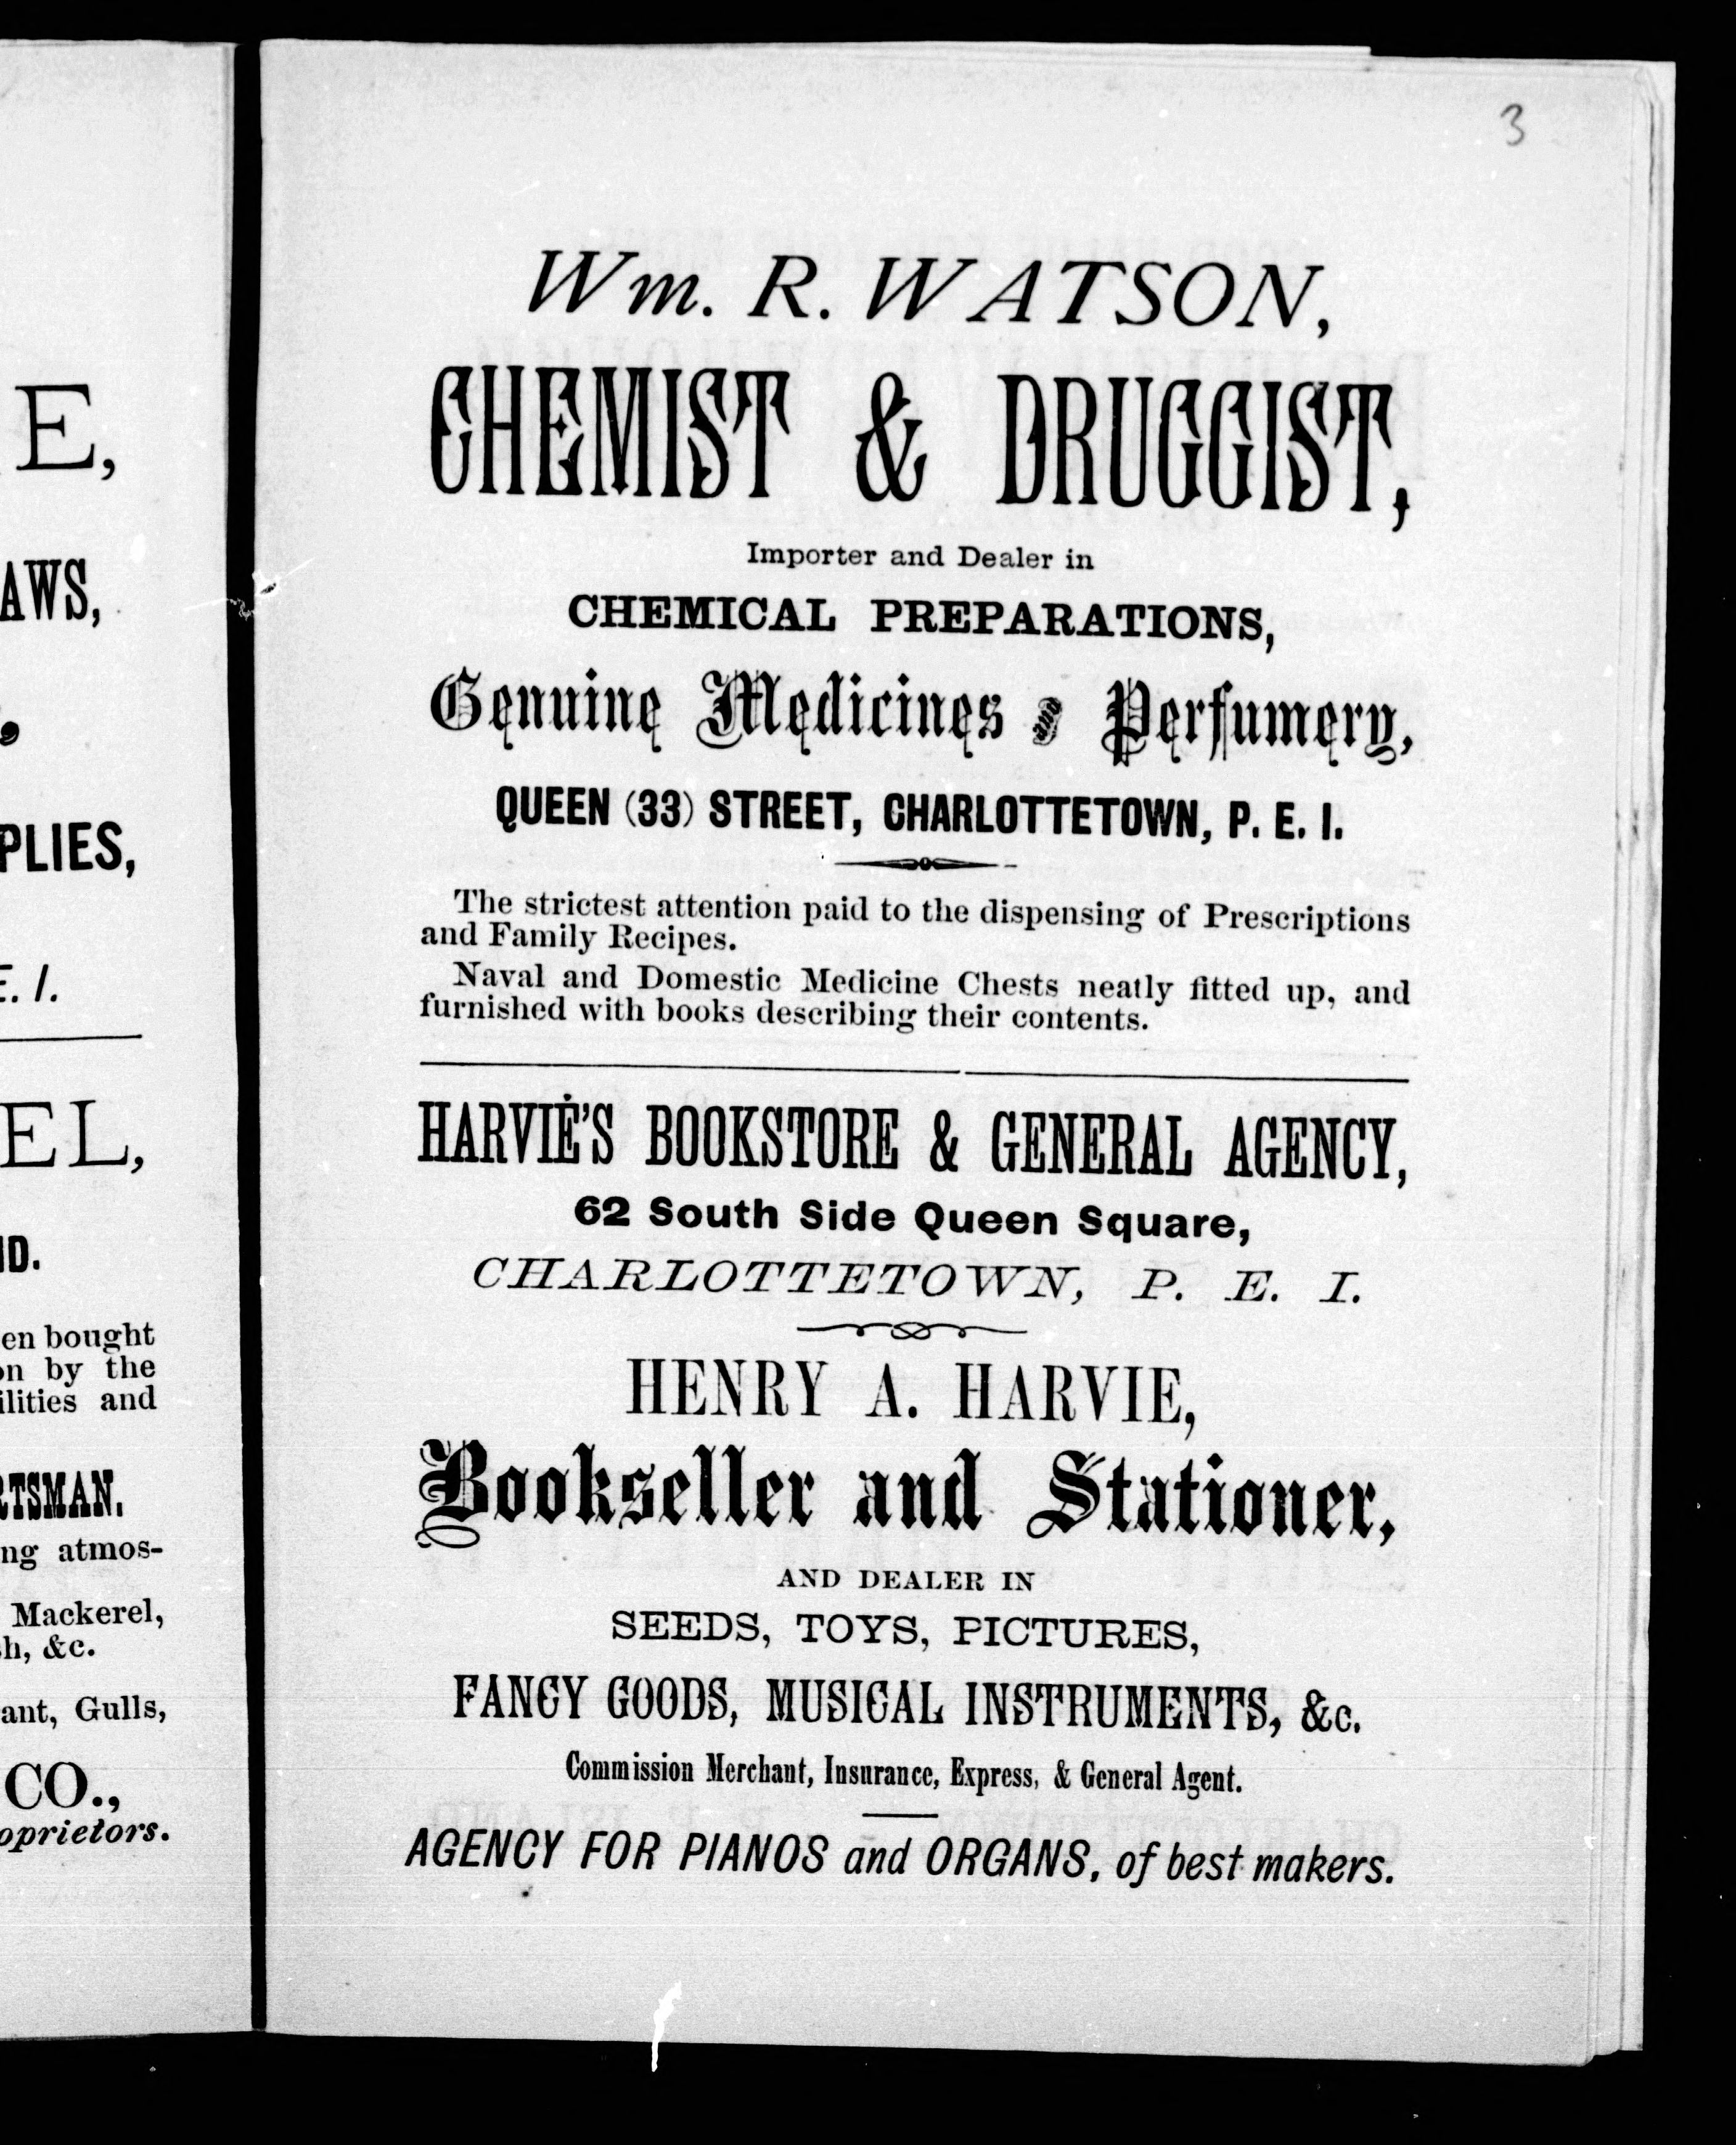 3
Wm. R. WATSON,
CHEMIST & DRUGGIST,
Importer and Dealer in
CHEMICAL PREPARATIONS,
Genuine Medicines & Perfumery,
QUEEN (33) STREET, CHARLOTTETOWN, P. E. I.
The strictest attention paid to the dispensing of Prescriptions
and Family Recipes.
Naval and Domestic Medicine Chests neatly fitted up, and
furnished with books describing their contents.
HARVIE'S BOOKSTORE & GENERAL AGENCY,
62 South Side Queen Square,
CHARLOTTETOWN, P. E. I.
HENRY A. HARVIE,
Bookseller and Stationer,
AND DEALER IN
SEEDS, TOYS, PICTURES,
FANCY GOODS, MUSICAL INSTRUMENTS, &c.
Commission Merchant, Insurance, Express, & General Agent.
AGENCY FOR PIANOS and ORGANS, of best makers.
E,
AWS,
PLIES,
E. I.
EL,
ND.
en bought
on by the
ilities and
RTSMAN.
ng atmos-
Mackerel,
sh, &c.
ant, Gulls,
CO.,
oprietors.